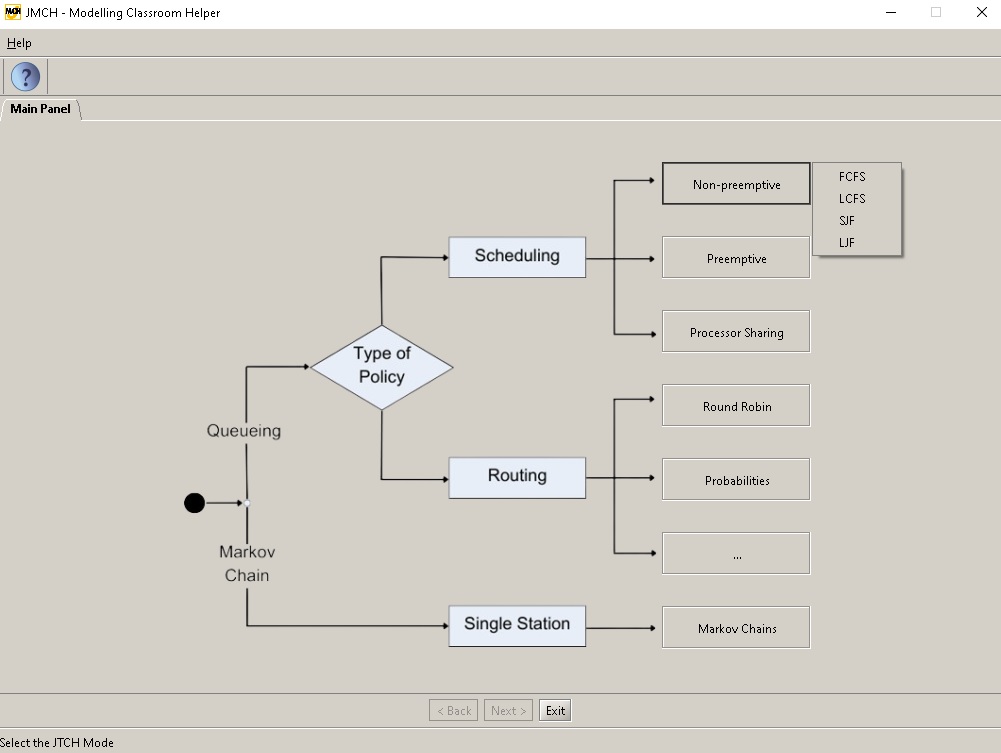 JMCH - Modelling Classroom Helper
Help
?
Main Panel
Non-preemptive
FCFS
LCFS
SJF
LJF
Scheduling
Preemptive
Processor Sharing
Type of
Policy
Round Robin
Queueing
Routing
Probabilities
...
Markov
Chain
Single Station
Markov Chains
< Back
Next >
Exit
Select the JTCH Mode